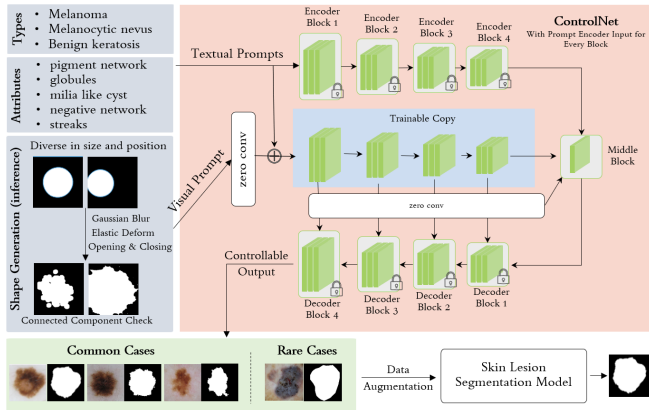 Types
• Melanoma
• Melanocytic nevus
• Benign keratosis
Attributes
• pigment network
• globules
• milia like cyst
• negative network
• streaks
Shape Generation (inference)
Diverse in size and position
Gaussian Blur
Elastic Deform
Opening & Closing
Connected Component Check
Textual Prompts
Visual Prompt
zero conv
Encoder
Block 1
Encoder
Block 2
Encoder
Block 3
Encoder
Block 4
ControlNet
With Prompt Encoder Input for
Every Block
Trainable Copy
Middle
Block
zero conv
Controllable
Output
Decoder
Block 4
Decoder
Block 3
Decoder
Block 2
Decoder
Block 1
Common Cases
Rare Cases
Data
Augmentation
Skin Lesion
Segmentation Model